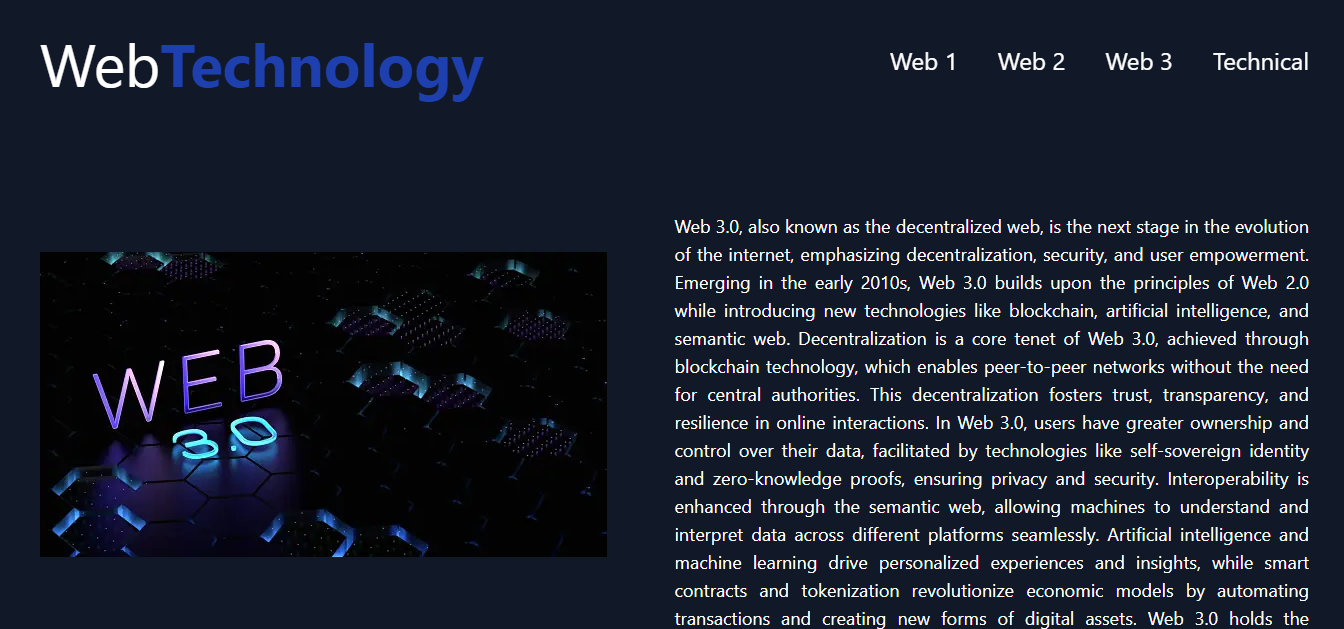 WebTechnology
Web 1 Web 2 Web 3 Technical
Web 3.0, also known as the decentralized web, is the next stage in the evolution
of the internet, emphasizing decentralization, security, and user empowerment.
Emerging in the early 2010s, Web 3.0 builds upon the principles of Web 2.0
while introducing new technologies like blockchain, artificial intelligence, and
semantic web. Decentralization is a core tenet of Web 3.0, achieved through
blockchain technology, which enables peer-to-peer networks without the need
for central authorities. This decentralization fosters trust, transparency, and
resilience in online interactions. In Web 3.0, users have greater ownership and
control over their data, facilitated by technologies like self-sovereign identity
and zero-knowledge proofs, ensuring privacy and security. Interoperability is
enhanced through the semantic web, allowing machines to understand and
interpret data across different platforms seamlessly. Artificial intelligence and
machine learning drive personalized experiences and insights, while smart
contracts and tokenization revolutionize economic models by automating
transactions and creating new forms of digital assets. Web 3.0 holds the
WEB
3.0